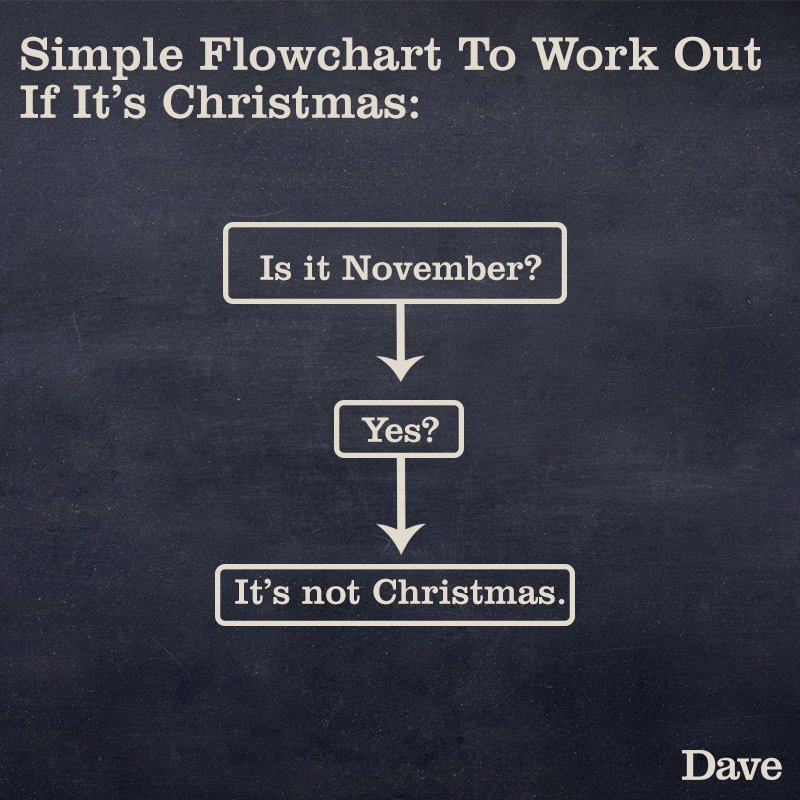 Simple Flowchart To Work Out
If It’s Christmas:
Is it November?
Yes?
It’s not Christmas.
Dave